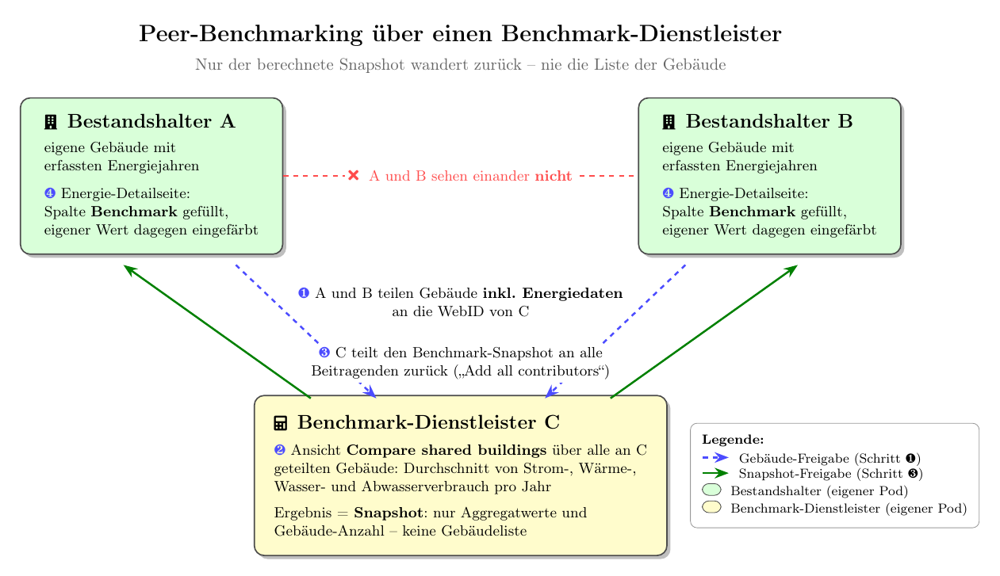 Peer-Benchmarking über einen Benchmark-Dienstleister
Nur der berechnete Snapshot wandert zurück – nie die Liste der Gebäude
Bestandshalter A
eigene Gebäude mit
erfassten Energiejahren
❹ Energie-Detailseite:
Spalte Benchmark gefüllt,
eigener Wert dagegen eingefärbt
✖ A und B sehen einander nicht
Bestandshalter B
eigene Gebäude mit
erfassten Energiejahren
❹ Energie-Detailseite:
Spalte Benchmark gefüllt,
eigener Wert dagegen eingefärbt
❶ A und B teilen Gebäude inkl. Energiedaten
an die WebID von C
❸ C teilt den Benchmark-Snapshot an alle
Beitragenden zurück („Add all contributors“)
Benchmark-Dienstleister C
❷ Ansicht Compare shared buildings über alle an C
geteilten Gebäude: Durchschnitt von Strom-, Wärme-,
Wasser- und Abwasserverbrauch pro Jahr
Ergebnis = Snapshot: nur Aggregatwerte und
Gebäude-Anzahl – keine Gebäudeliste
Legende:
Gebäude-Freigabe (Schritt ❶)
Snapshot-Freigabe (Schritt ❸)
Bestandshalter (eigener Pod)
Benchmark-Dienstleister (eigener Pod)